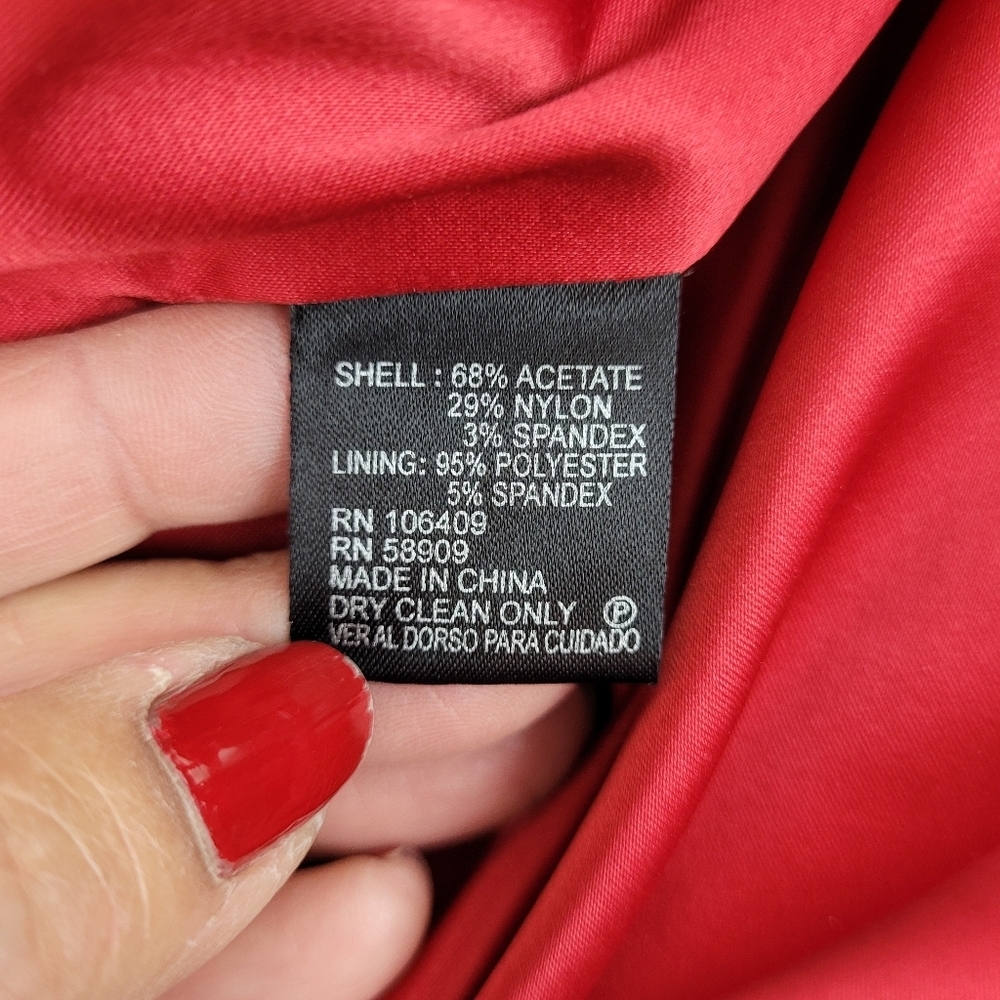 SHELL : 68% ACETATE
29% NYLON
3% SPANDEX
LINING: 95% POLYESTER
5% SPANDEX
RN 106409
RN 58909
MADE IN CHINA
DRY CLEAN ONLY Ⓟ
VER AL DORSO PARA CUIDADO